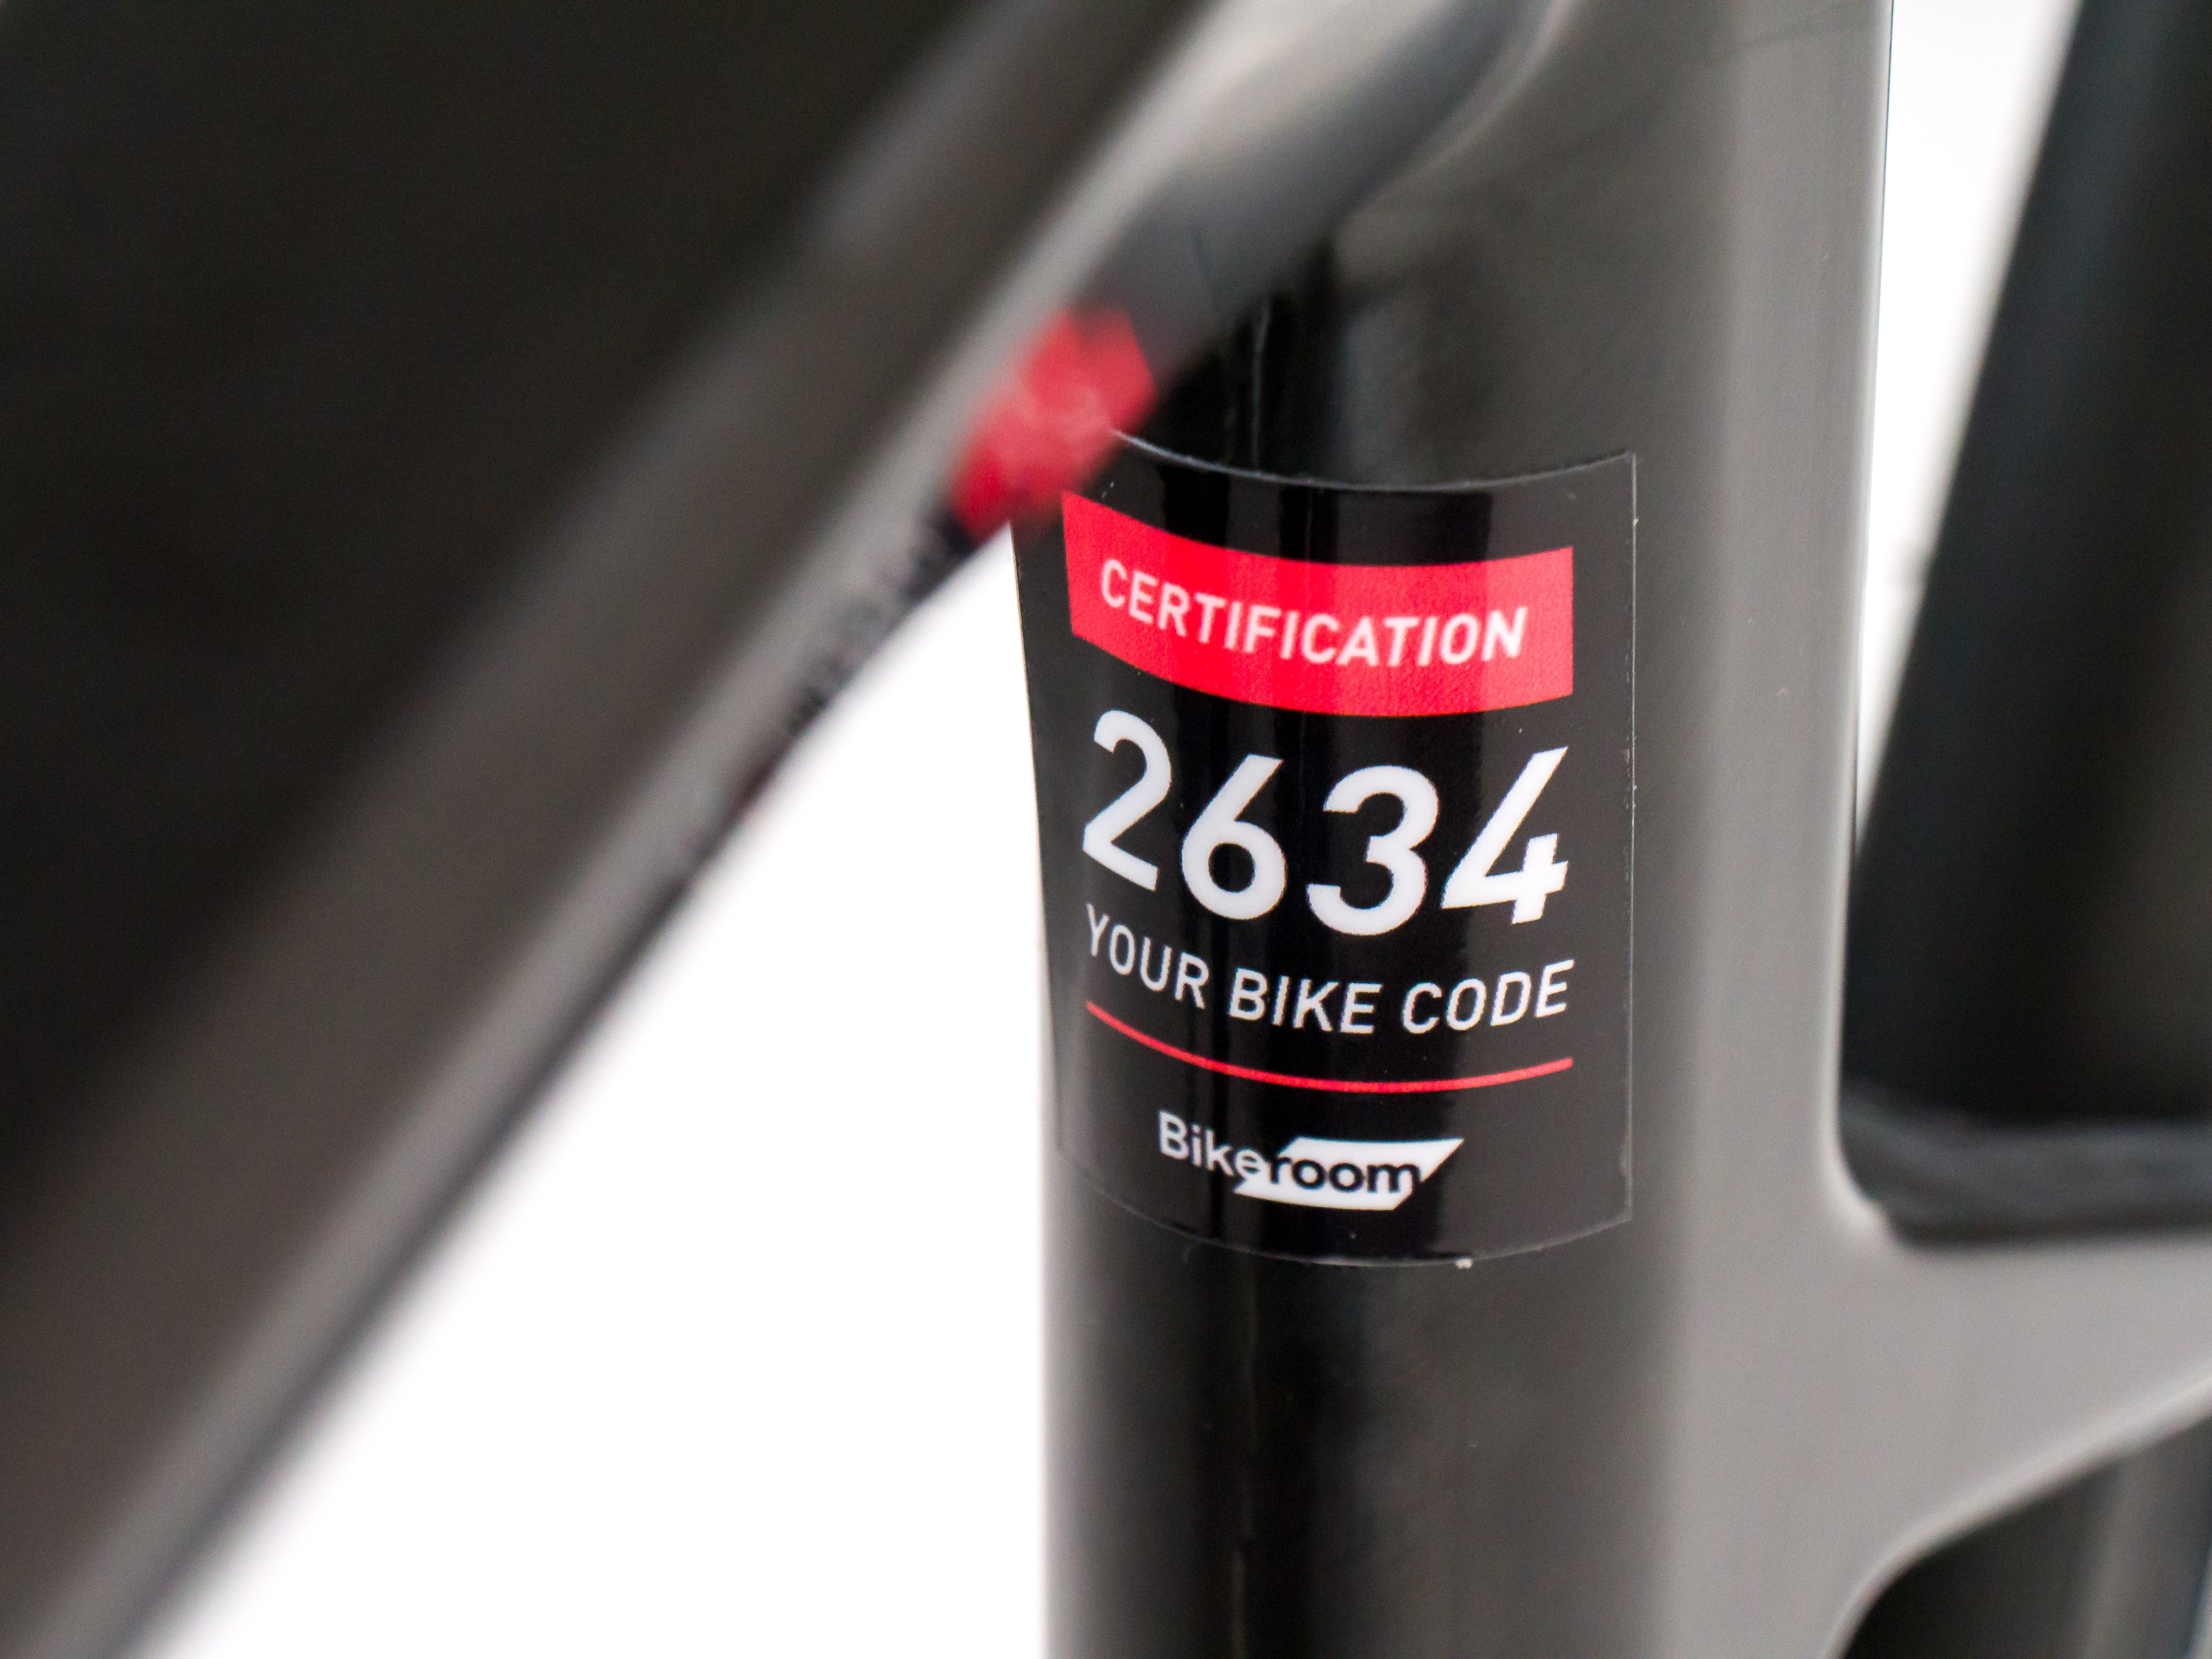 CERTIFICATION
2634
YOUR BIKE CODE
Bikeroom